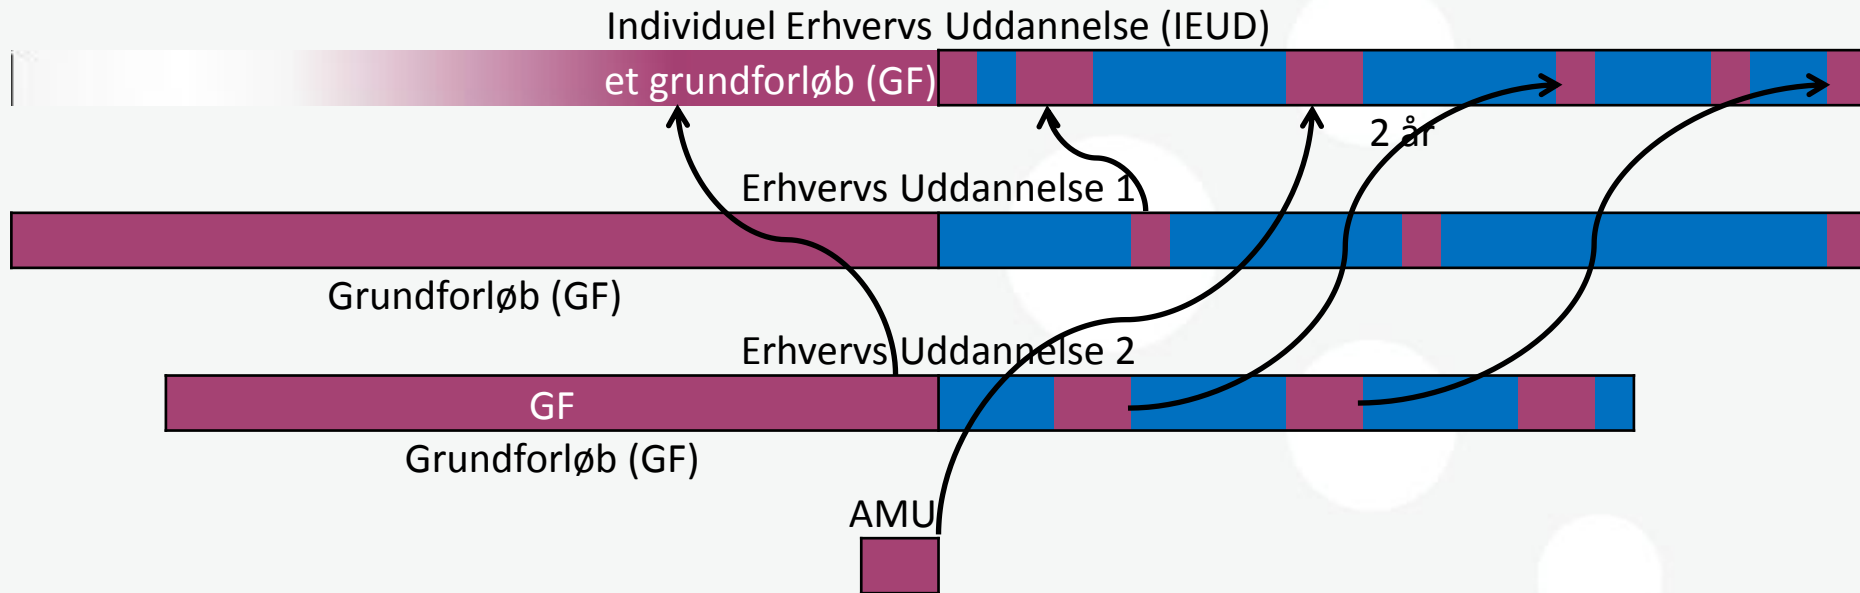 Individuel Erhvervs Uddannelse (IEUD)
et grundforløb (GF)
2 år
Erhvervs Uddannelse 1
Grundforløb (GF)
Erhvervs Uddannelse 2
GF
Grundforløb (GF)
AMU